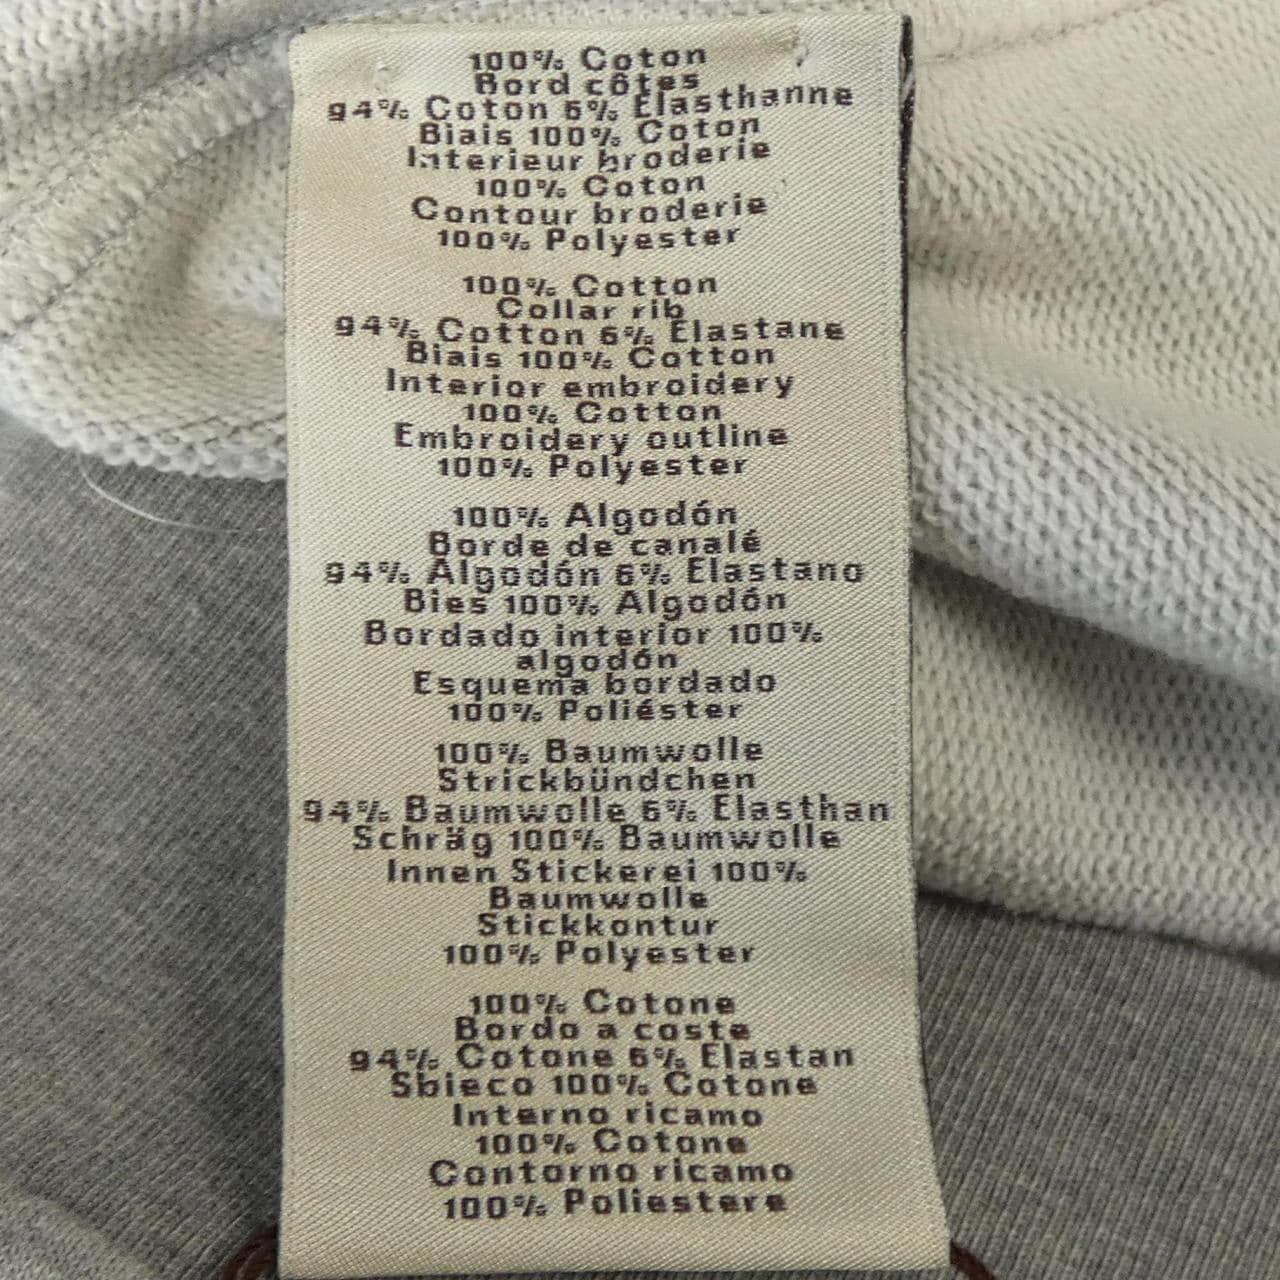 100% Coton
Bord côtes
94% Coton 6% Elasthanne
Biais 100% Coton
Interieur broderie
100% Coton
Contour broderie
100% Polyester
100% Cotton
Collar rib
94% Cotton 6% Elastane
Biais 100% Cotton
Interior embroidery
100% Cotton
Embroidery outline
100% Polyester
100% Algodón
Borde de canalé
94% Algodón 6% Elastano
Bies 100% Algodón
Bordado interior 100%
algodón
Esquema bordado
100% Poliéster
100% Baumwolle
Strickbündchen
94% Baumwolle 6% Elasthan
Schräg 100% Baumwolle
Innen Stickerei 100%
Baumwolle
Stickkontur
100% Polyester
100% Cotone
Bordo a coste
94% Cotone 6% Elastan
Sbieco 100% Cotone
Interno ricamo
100% Cotone
Contorno ricamo
100% Poliestere